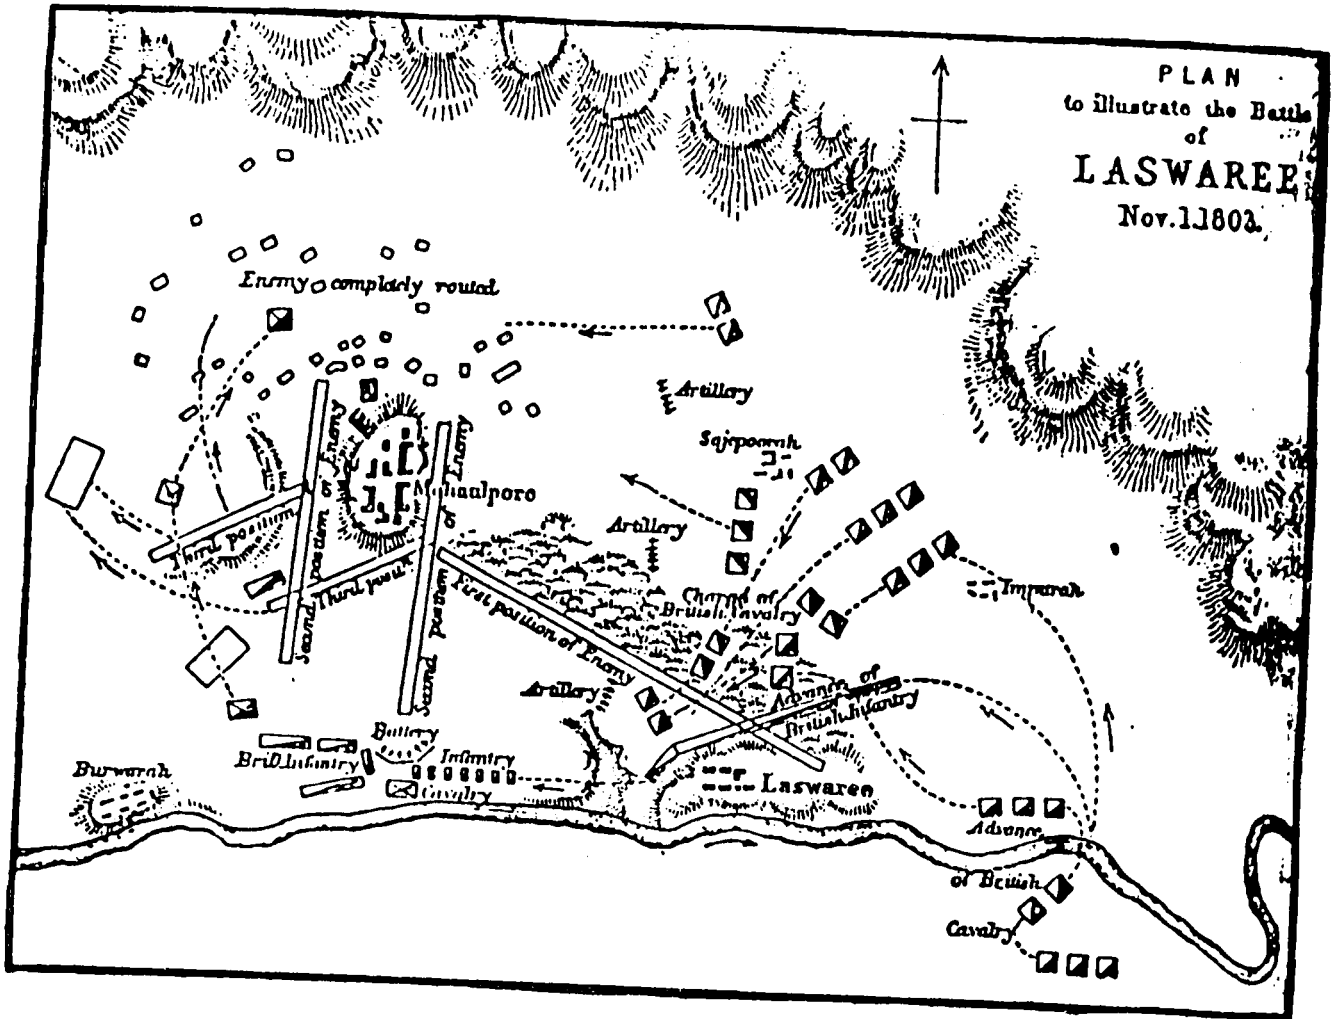 PLAN
to illustrate the Battle
of
LASWAREE
Nov. 1. 1803.
Enemy completely routed
Artillery
Sajepoorah
Second position of Enemy
Second position of Enemy
Third position
Third posit
Artillery
Charge of
British Cavalry
Impurah
First position of Enemy
Artillery
Advance of
British Infantry
Battery
Brit. Infantry
Infantry
Cavalry
Burwarah
Laswaree
Advance
of British
Cavalry